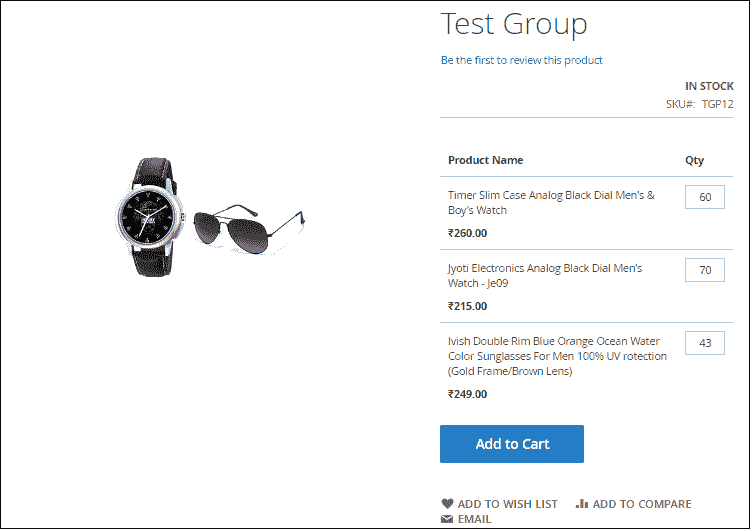 Test Group
Be the first to review this product
IN STOCK
SKU#: TGP12
Product Name Qty
Timer Slim Case Analog Black Dial Men's & 60
Boy's Watch
₹260.00
Jyoti Electronics Analog Black Dial Men's 70
Watch - Je09
₹215.00
Ivish Double Rim Blue Orange Ocean Water 43
Color Sunglasses For Men 100% UV rotection
(Gold Frame/Brown Lens)
₹249.00
Add to Cart
ADD TO WISH LIST ADD TO COMPARE
EMAIL